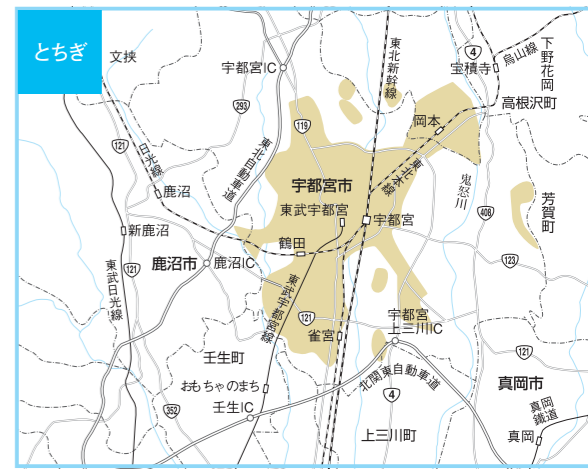 とちぎ
文挟
宇都宮IC
東北新幹線
4
宝積寺
烏山線
下野花岡
高根沢町
293
119
岡本
121
日光線
東北自動車道
宇都宮市
東北本線
鬼怒川
鹿沼
東武宇都宮
宇都宮
408
芳賀町
新鹿沼
鶴田
鹿沼市
鹿沼IC
121
123
東武日光線
東武宇都宮線
121
宇都宮
上三川IC
雀宮
壬生町
121
おもちゃのまち
北関東自動車道
真岡市
352
壬生IC
4
真岡
鐵道
上三川町
真岡